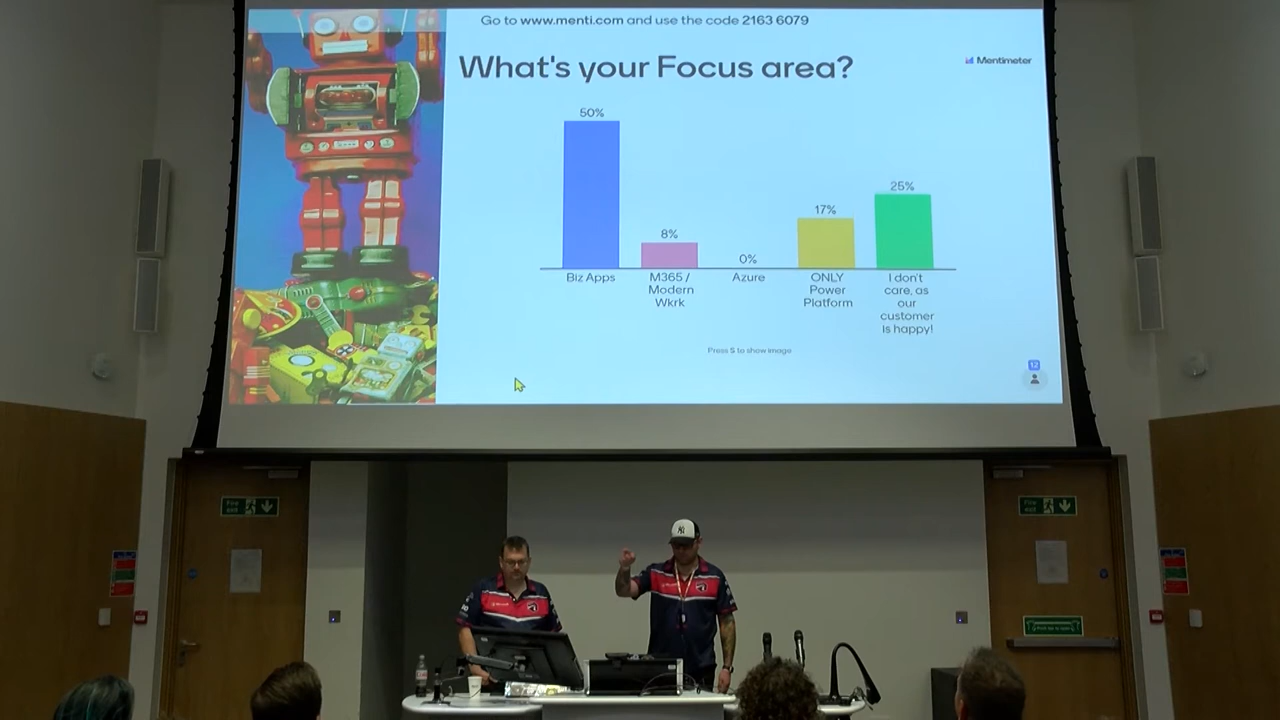 Go to www.menti.com and use the code 2163 6079
What's your Focus area?
Mentimeter
50%
8%
0%
17%
25%
Biz Apps
M365 /
Modern
Wkrk
Azure
ONLY
Power
Platform
I don't
care, as
our
customer
is happy!
Press S to show image
12
Fire
exit